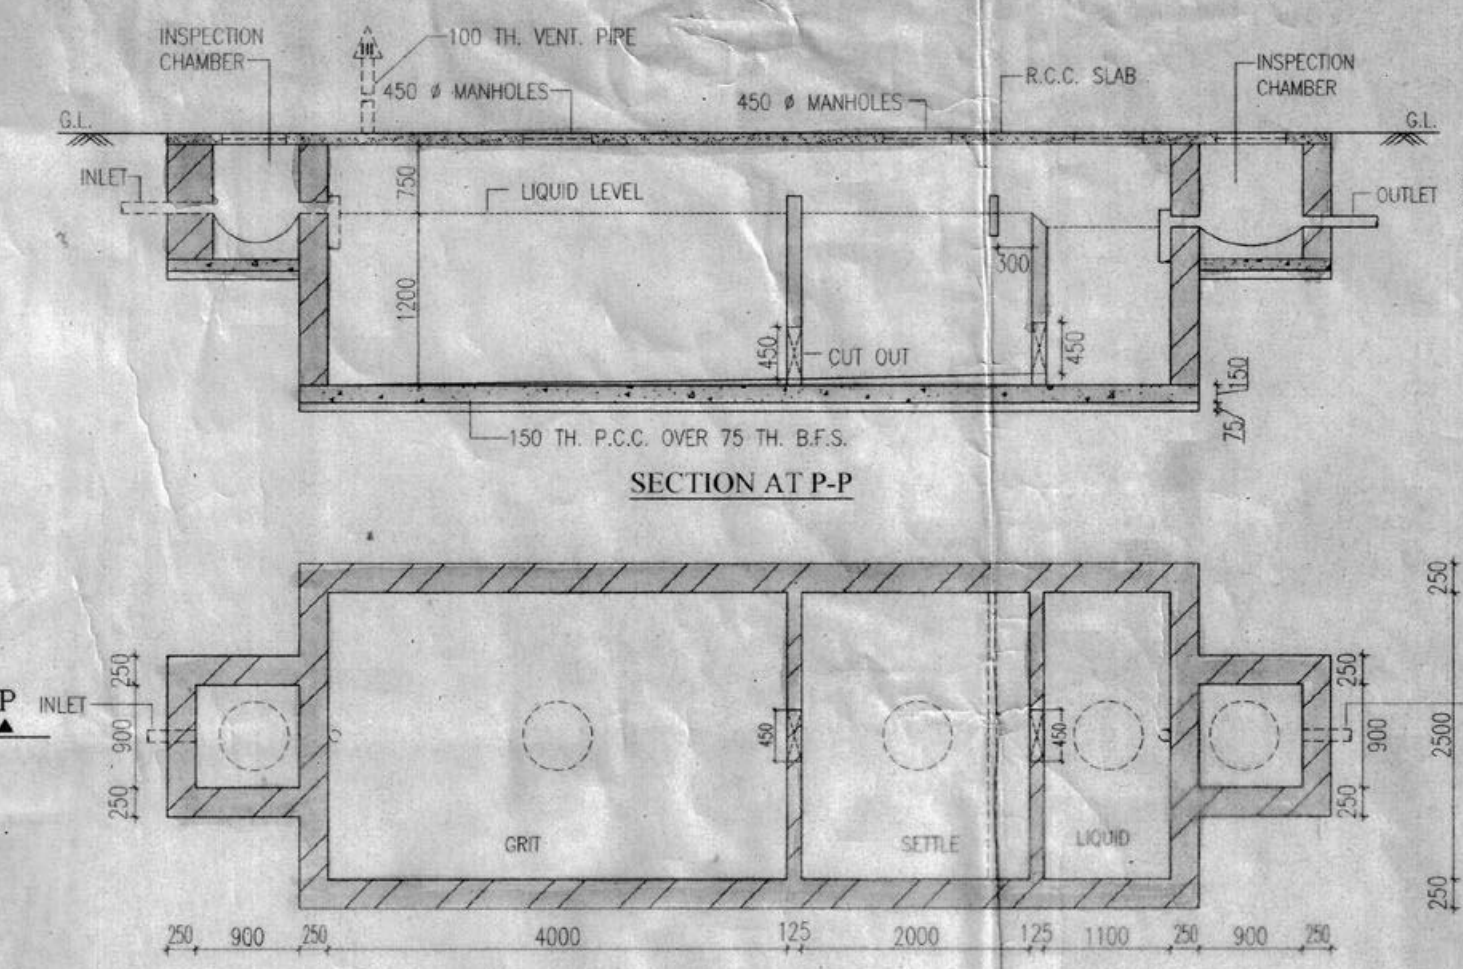 INSPECTION
CHAMBER
100 TH. VENT. PIPE
450 Ø MANHOLES
450 Ø MANHOLES
R.C.C. SLAB
INSPECTION
CHAMBER
G.L.
G.L.
INLET
750
LIQUID LEVEL
OUTLET
300
1200
450
CUT OUT
450
150
75
150 TH. P.C.C. OVER 75 TH. B.F.S.
SECTION AT P-P
250
250
250
P
INLET
900
450
450
900
2500
250
250
GRIT
SETTLE
LIQUID
250
250
900
250
4000
125
2000
125
1100
250
900
250